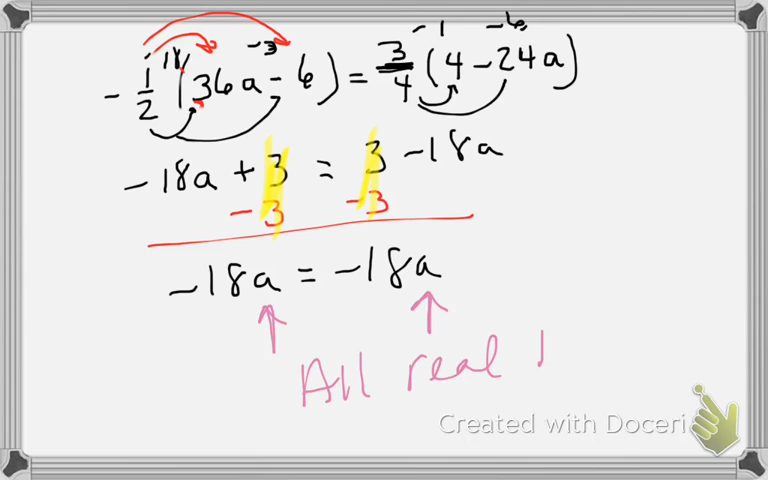 -1 -6
18 -3
- 1/2 (36a - 6) = 3/4 (4 - 24a)
-18a + 3 = 3 - 18a
-3 -3
-18a = -18a
All real
Created with Doceri